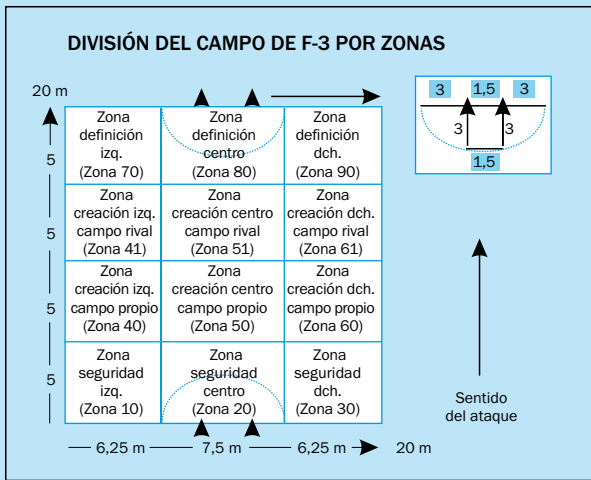 DIVISIÓN DEL CAMPO DE F-3 POR ZONAS
20 m
3 1,5 3
3 3
1,5
5
Zona
definición
izq.
(Zona 70)
Zona
definición
centro
(Zona 80)
Zona
definición
dch.
(Zona 90)
5
Zona
creación izq.
campo rival
(Zona 41)
Zona
creación centro
campo rival
(Zona 51)
Zona
creación dch.
campo rival
(Zona 61)
5
Zona
creación izq.
campo propio
(Zona 40)
Zona
creación centro
campo propio
(Zona 50)
Zona
creación dch.
campo propio
(Zona 60)
5
Zona
seguridad
izq.
(Zona 10)
Zona
seguridad
centro
(Zona 20)
Zona
seguridad
dch.
(Zona 30)
Sentido
del ataque
6,25 m 7,5 m 6,25 m 20 m